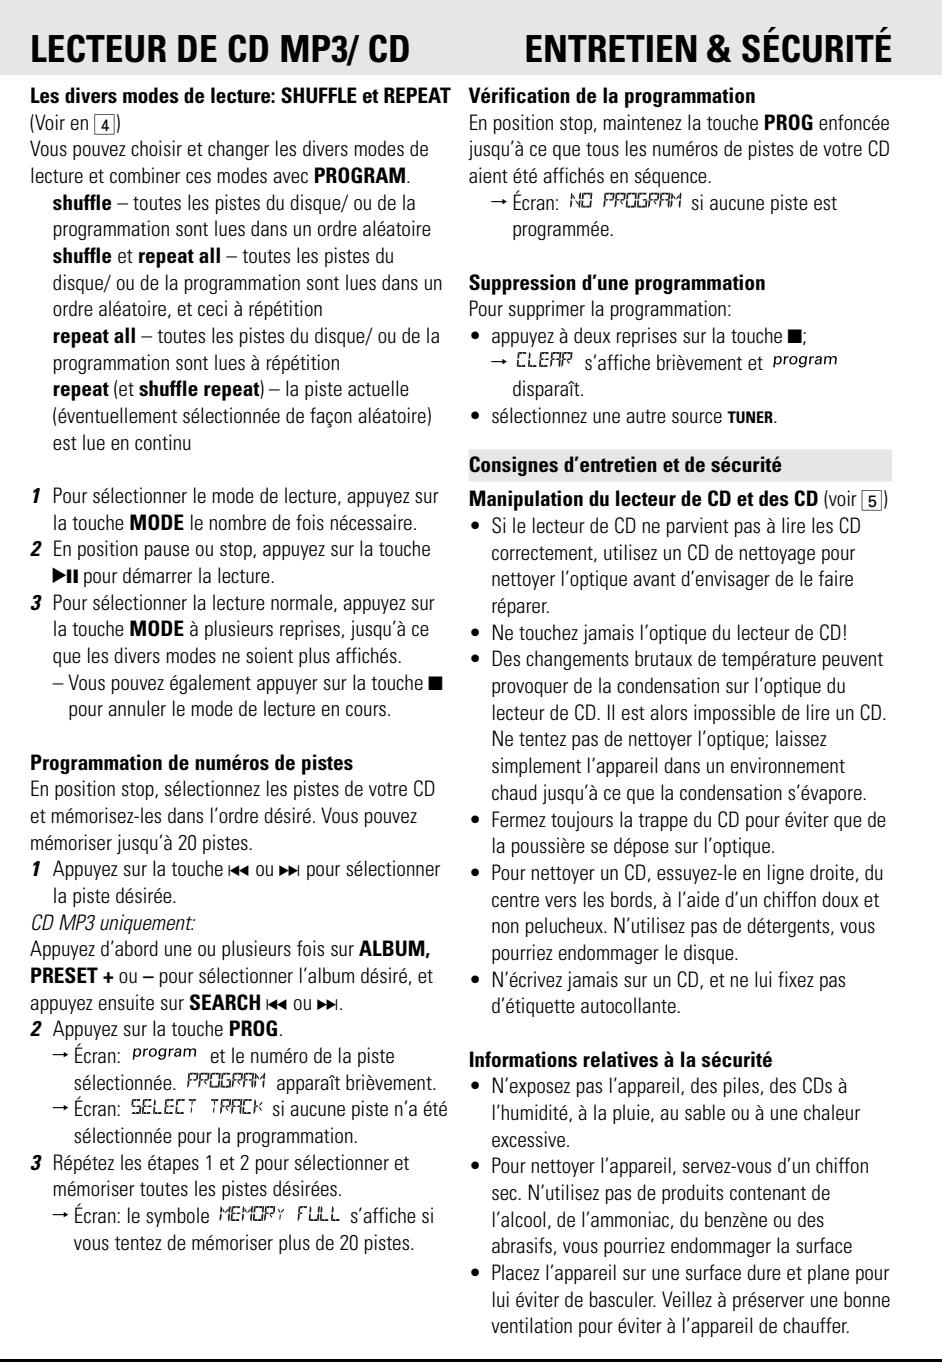 LECTEUR DE CD MP3/ CD
ENTRETIEN & SÉCURITÉ
Les divers modes de lecture: SHUFFLE et REPEAT
(Voir en 4)
Vous pouvez choisir et changer les divers modes de
lecture et combiner ces modes avec PROGRAM.
shuffle – toutes les pistes du disque/ ou de la
programmation sont lues dans un ordre aléatoire
shuffle et repeat all – toutes les pistes du
disque/ ou de la programmation sont lues dans un
ordre aléatoire, et ceci à répétition
repeat all – toutes les pistes du disque/ ou de la
programmation sont lues à répétition
repeat (et shuffle repeat) – la piste actuelle
(éventuellement sélectionnée de façon aléatoire)
est lue en continu
1 Pour sélectionner le mode de lecture, appuyez sur
la touche MODE le nombre de fois nécessaire.
2 En position pause ou stop, appuyez sur la touche
▶II pour démarrer la lecture.
3 Pour sélectionner la lecture normale, appuyez sur
la touche MODE à plusieurs reprises, jusqu'à ce
que les divers modes ne soient plus affichés.
– Vous pouvez également appuyer sur la touche ■
pour annuler le mode de lecture en cours.
Programmation de numéros de pistes
En position stop, sélectionnez les pistes de votre CD
et mémorisez-les dans l'ordre désiré. Vous pouvez
mémoriser jusqu'à 20 pistes.
1 Appuyez sur la touche ⏮ ou ⏭ pour sélectionner
la piste désirée.
CD MP3 uniquement:
Appuyez d'abord une ou plusieurs fois sur ALBUM,
PRESET + ou – pour sélectionner l'album désiré, et
appuyez ensuite sur SEARCH ⏮ ou ⏭.
2 Appuyez sur la touche PROG.
→ Écran: program et le numéro de la piste
sélectionnée. PROGRAM apparaît brièvement.
→ Écran: SELECT TRACK si aucune piste n'a été
sélectionnée pour la programmation.
3 Répétez les étapes 1 et 2 pour sélectionner et
mémoriser toutes les pistes désirées.
→ Écran: le symbole MEMORY FULL s'affiche si
vous tentez de mémoriser plus de 20 pistes.
Vérification de la programmation
En position stop, maintenez la touche PROG enfoncée
jusqu'à ce que tous les numéros de pistes de votre CD
aient été affichés en séquence.
→ Écran: NO PROGRAM si aucune piste est
programmée.
Suppression d'une programmation
Pour supprimer la programmation:
• appuyez à deux reprises sur la touche ■;
→ CLEAR s'affiche brièvement et program
disparaît.
• sélectionnez une autre source TUNER.
Consignes d'entretien et de sécurité
Manipulation du lecteur de CD et des CD (voir 5)
• Si le lecteur de CD ne parvient pas à lire les CD
correctement, utilisez un CD de nettoyage pour
nettoyer l'optique avant d'envisager de le faire
réparer.
• Ne touchez jamais l'optique du lecteur de CD!
• Des changements brutaux de température peuvent
provoquer de la condensation sur l'optique du
lecteur de CD. Il est alors impossible de lire un CD.
Ne tentez pas de nettoyer l'optique; laissez
simplement l'appareil dans un environnement
chaud jusqu'à ce que la condensation s'évapore.
• Fermez toujours la trappe du CD pour éviter que de
la poussière se dépose sur l'optique.
• Pour nettoyer un CD, essuyez-le en ligne droite, du
centre vers les bords, à l'aide d'un chiffon doux et
non pelucheux. N'utilisez pas de détergents, vous
pourriez endommager le disque.
• N'écrivez jamais sur un CD, et ne lui fixez pas
d'étiquette autocollante.
Informations relatives à la sécurité
• N'exposez pas l'appareil, des piles, des CDs à
l'humidité, à la pluie, au sable ou à une chaleur
excessive.
• Pour nettoyer l'appareil, servez-vous d'un chiffon
sec. N'utilisez pas de produits contenant de
l'alcool, de l'ammoniac, du benzène ou des
abrasifs, vous pourriez endommager la surface
• Placez l'appareil sur une surface dure et plane pour
lui éviter de basculer. Veillez à préserver une bonne
ventilation pour éviter à l'appareil de chauffer.